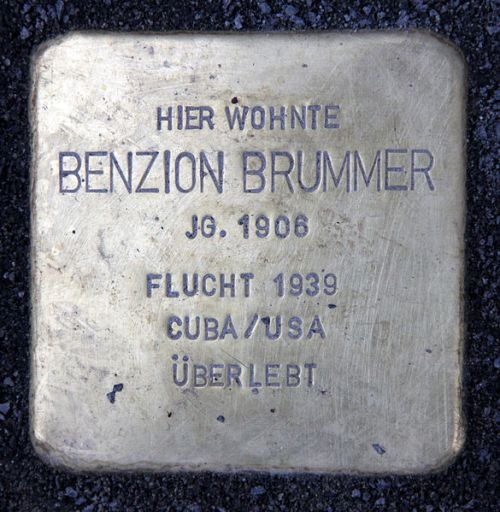 HIER WOHNTE
BENZION BRUMMER
JG. 1906
FLUCHT 1939
CUBA/USA
ÜBERLEBT